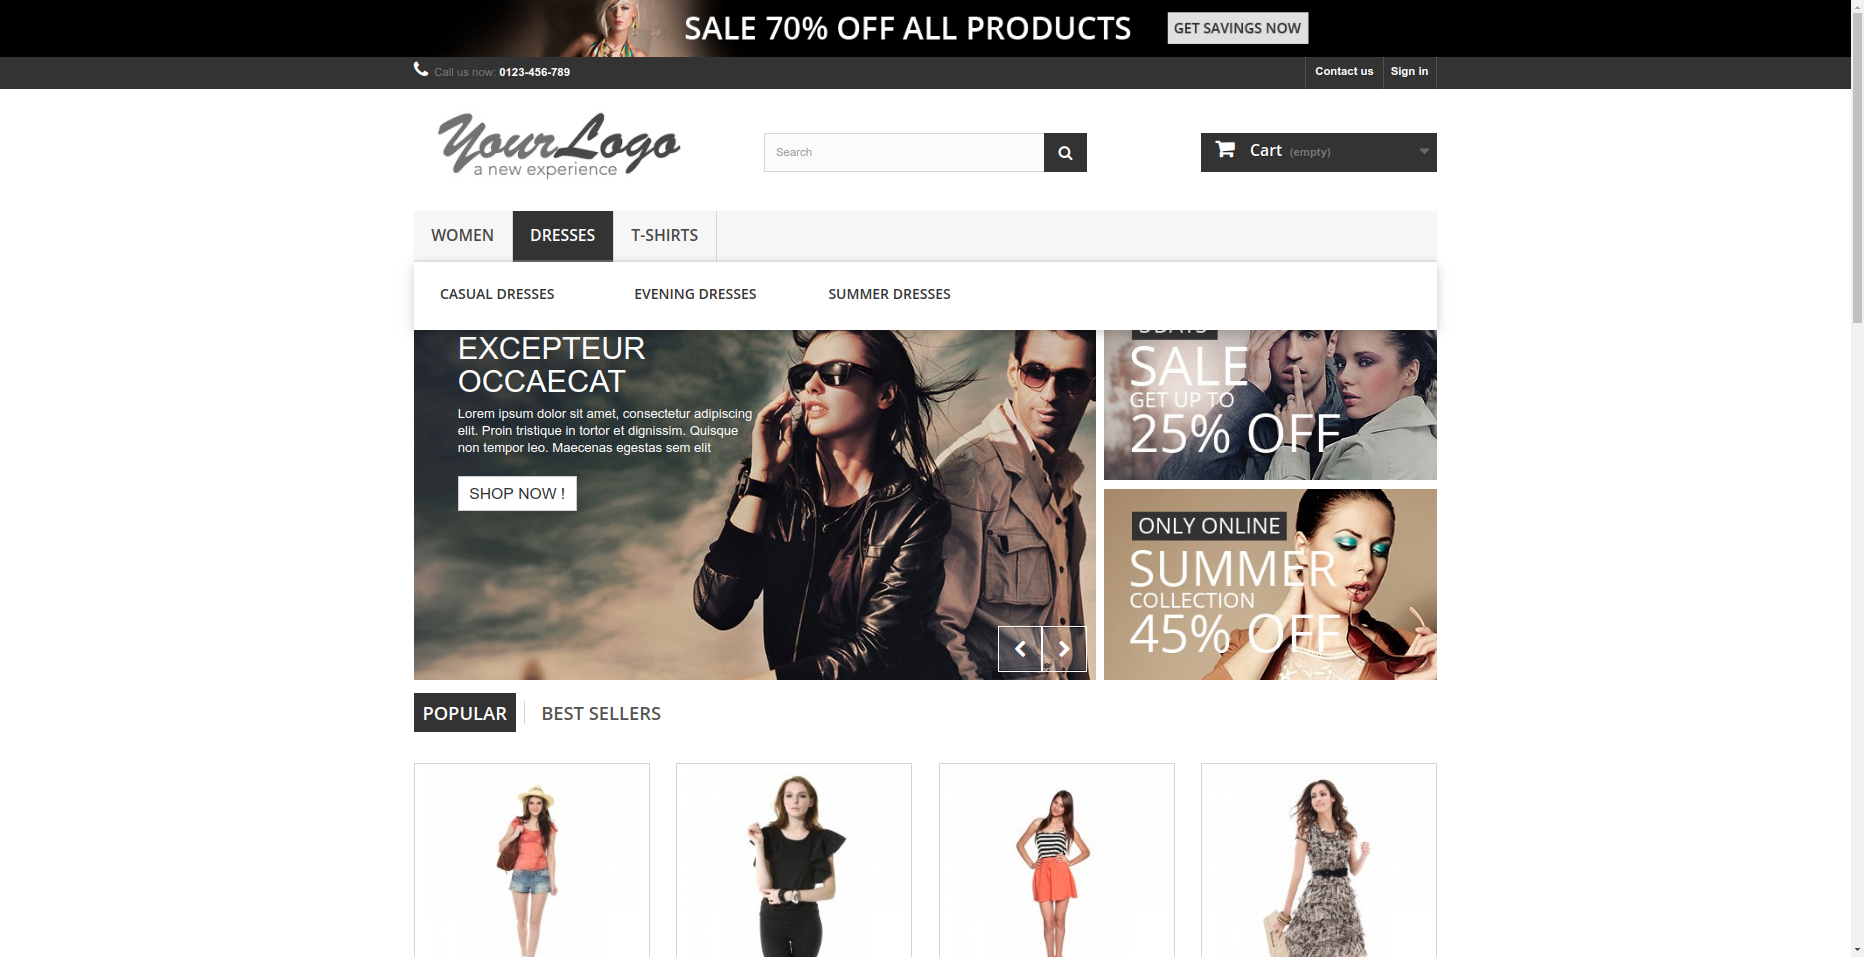 SALE 70% OFF ALL PRODUCTS
GET SAVINGS NOW
Call us now: 0123-456-789
Contact us
Sign in
YourLogo
a new experience
Search
Cart (empty)
WOMEN
DRESSES
T-SHIRTS
CASUAL DRESSES
EVENING DRESSES
SUMMER DRESSES
EXCEPTEUR
OCCAECAT
Lorem ipsum dolor sit amet, consectetur adipiscing
elit. Proin tristique in tortor et dignissim. Quisque
non tempor leo. Maecenas egestas sem elit
SHOP NOW !
SALE
GET UP TO
25% OFF
ONLY ONLINE
SUMMER
COLLECTION
45% OFF
POPULAR
BEST SELLERS